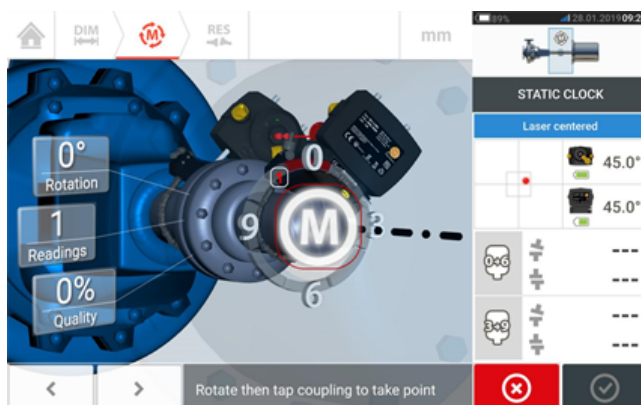 DIM
M
RES
mm
89%
28.01.2019 09:2
STATIC CLOCK
Laser centered
45.0°
45.0°
0
1
9
M
3
6
0°
Rotation
1
Readings
0%
Quality
0+6
---
---
3+9
---
---
Rotate then tap coupling to take point